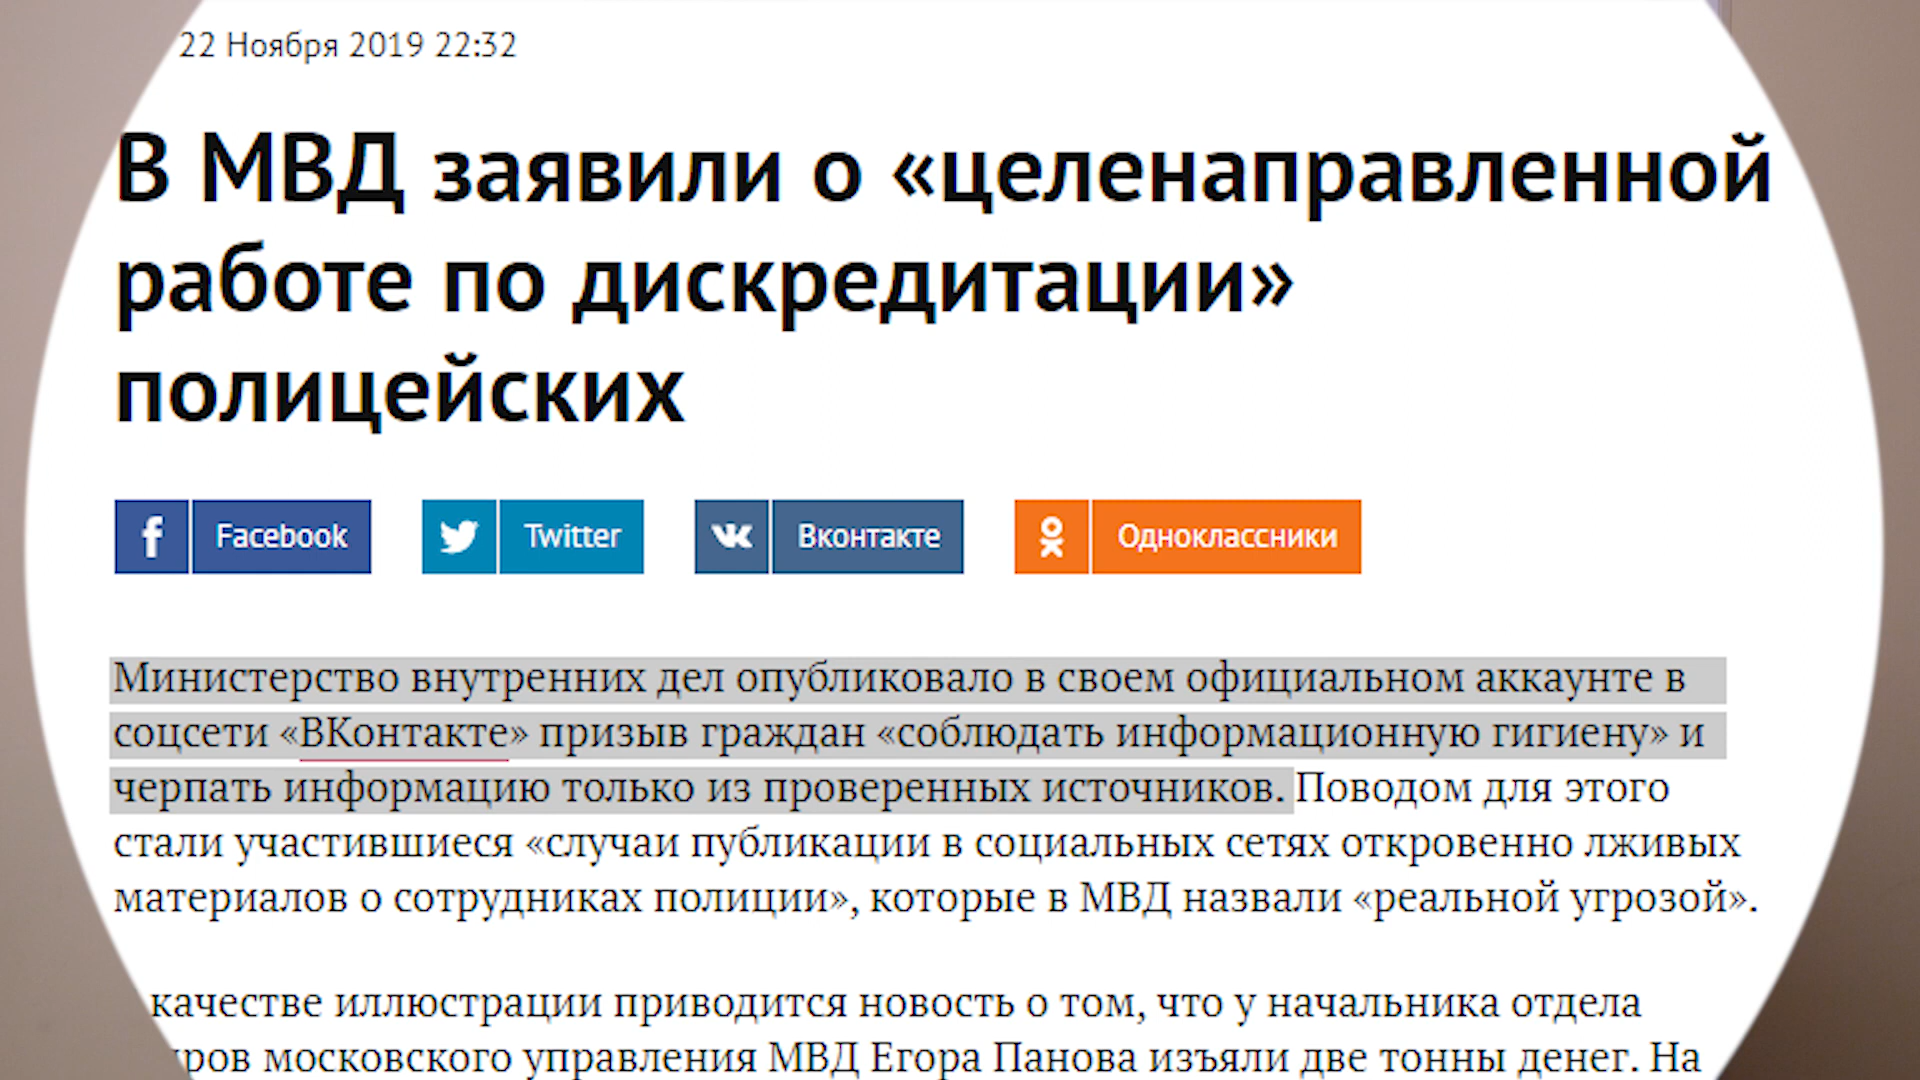 22 Ноября 2019 22:32
В МВД заявили о «целенаправленной
работе по дискредитации»
полицейских
Facebook Twitter Вконтакте Одноклассники
Министерство внутренних дел опубликовало в своем официальном аккаунте в
соцсети «ВКонтакте» призыв граждан «соблюдать информационную гигиену» и
черпать информацию только из проверенных источников. Поводом для этого
стали участившиеся «случаи публикации в социальных сетях откровенно лживых
материалов о сотрудниках полиции», которые в МВД назвали «реальной угрозой».
качестве иллюстрации приводится новость о том, что у начальника отдела
московского управления МВД Егора Панова изъяли две тонны денег. На